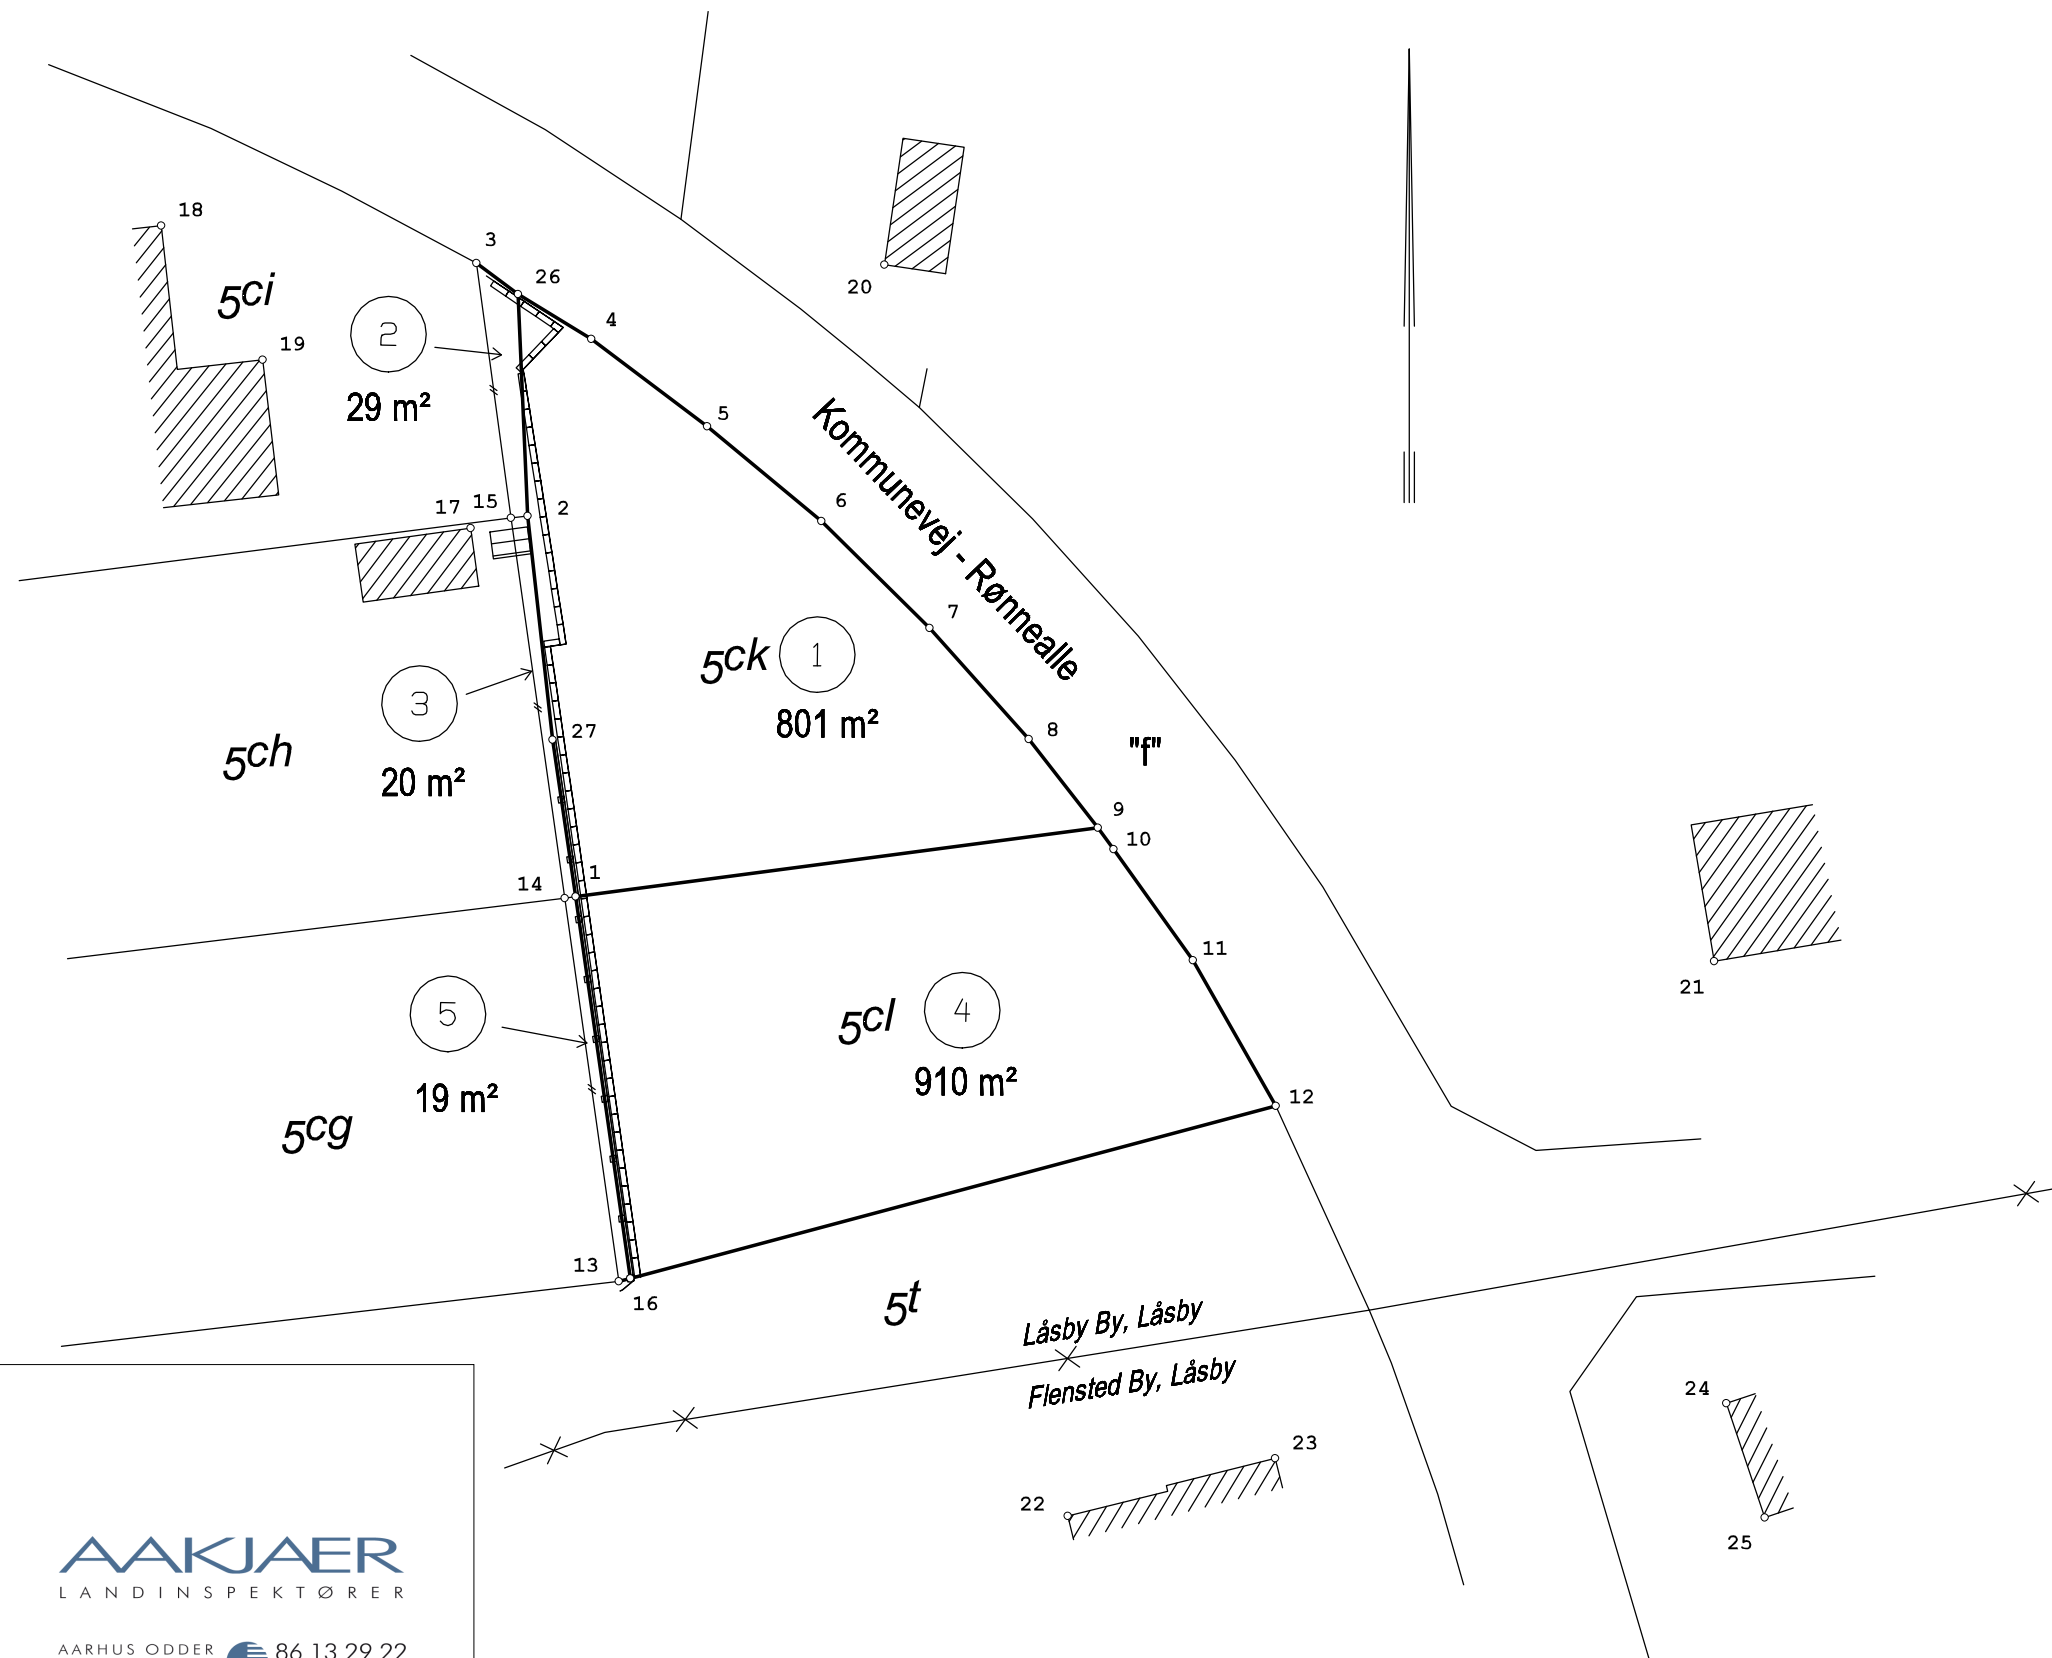 18
3
26
20
5ci
2
19
4
29 m²
5
Kommunevej - Rønnealle
17
15
2
6
7
5ck
1
801 m²
3
5ch
27
20 m²
8
"f"
9
10
14
1
11
21
5
5cl
4
19 m²
910 m²
5cg
12
13
16
5t
Låsby By, Låsby
Flensted By, Låsby
24
23
22
25
AAKJAER
LANDINSPEKTØRER
AARHUS ODDER 86 13 29 22